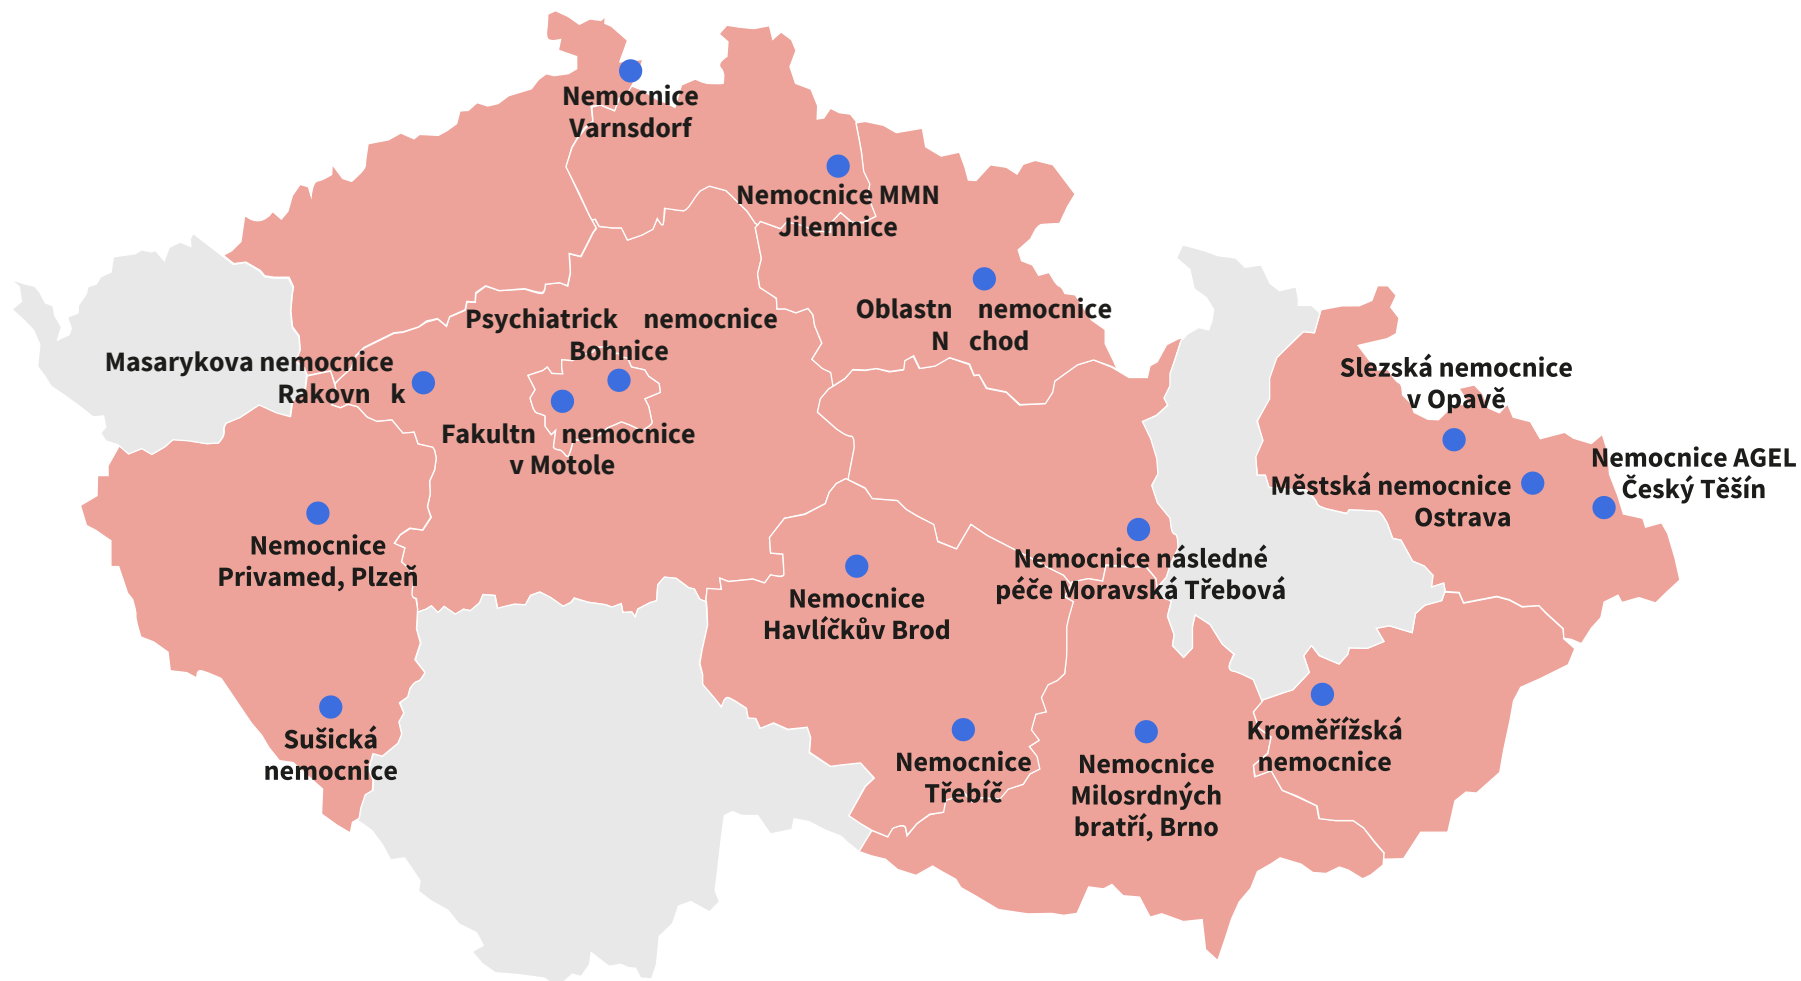 Nemocnice
Varnsdorf
Nemocnice MMN
Jilemnice
Oblastn nemocnice
N chod
Psychiatrick nemocnice
Bohnice
Masarykova nemocnice
Rakovn k
Fakultn nemocnice
v Motole
Slezská nemocnice
v Opavě
Nemocnice AGEL
Český Těšín
Městská nemocnice
Ostrava
Nemocnice
Privamed, Plzeň
Nemocnice následné
péče Moravská Třebová
Nemocnice
Havlíčkův Brod
Sušická
nemocnice
Nemocnice
Třebíč
Nemocnice
Milosrdných
bratří, Brno
Kroměřížská
nemocnice